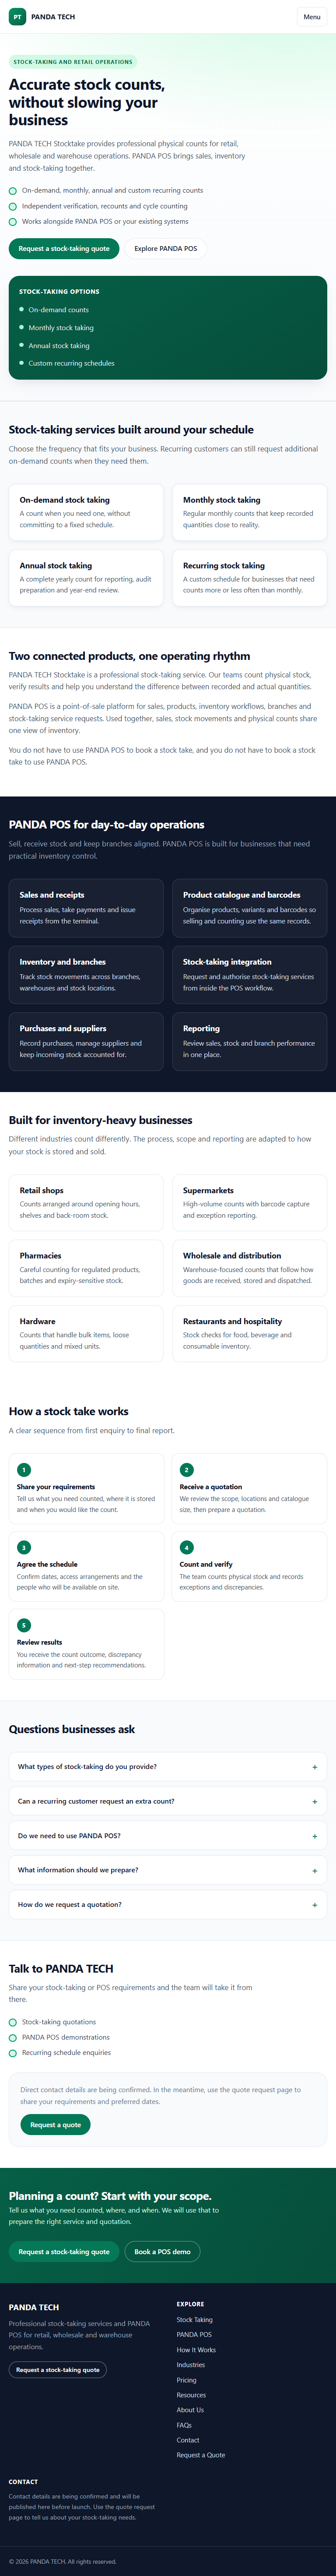 PT PANDA TECH
Menu
STOCK-TAKING AND RETAIL OPERATIONS
Accurate stock counts,
without slowing your
business
PANDA TECH Stocktake provides professional physical counts for retail,
wholesale and warehouse operations. PANDA POS brings sales, inventory
and stock-taking together.
On-demand, monthly, annual and custom recurring counts
Independent verification, recounts and cycle counting
Works alongside PANDA POS or your existing systems
Request a stock-taking quote
Explore PANDA POS
STOCK-TAKING OPTIONS
On-demand counts
Monthly stock taking
Annual stock taking
Custom recurring schedules
Stock-taking services built around your schedule
Choose the frequency that fits your business. Recurring customers can still request additional
on-demand counts when they need them.
On-demand stock taking
A count when you need one, without
committing to a fixed schedule.
Monthly stock taking
Regular monthly counts that keep recorded
quantities close to reality.
Annual stock taking
A complete yearly count for reporting, audit
preparation and year-end review.
Recurring stock taking
A custom schedule for businesses that need
counts more or less often than monthly.
Two connected products, one operating rhythm
PANDA TECH Stocktake is a professional stock-taking service. Our teams count physical stock,
verify results and help you understand the difference between recorded and actual quantities.
PANDA POS is a point-of-sale platform for sales, products, inventory workflows, branches and
stock-taking service requests. Used together, sales, stock movements and physical counts share
one view of inventory.
You do not have to use PANDA POS to book a stock take, and you do not have to book a stock
take to use PANDA POS.
PANDA POS for day-to-day operations
Sell, receive stock and keep branches aligned. PANDA POS is built for businesses that need
practical inventory control.
Sales and receipts
Process sales, take payments and issue
receipts from the terminal.
Product catalogue and barcodes
Organise products, variants and barcodes so
selling and counting use the same records.
Inventory and branches
Track stock movements across branches,
warehouses and stock locations.
Stock-taking integration
Request and authorise stock-taking services
from inside the POS workflow.
Purchases and suppliers
Record purchases, manage suppliers and
keep incoming stock accounted for.
Reporting
Review sales, stock and branch performance
in one place.
Built for inventory-heavy businesses
Different industries count differently. The process, scope and reporting are adapted to how
your stock is stored and sold.
Retail shops
Counts arranged around opening hours,
shelves and back-room stock.
Supermarkets
High-volume counts with barcode capture
and exception reporting.
Pharmacies
Careful counting for regulated products,
batches and expiry-sensitive stock.
Wholesale and distribution
Warehouse-focused counts that follow how
goods are received, stored and dispatched.
Hardware
Counts that handle bulk items, loose
quantities and mixed units.
Restaurants and hospitality
Stock checks for food, beverage and
consumable inventory.
How a stock take works
A clear sequence from first enquiry to final report.
1
Share your requirements
Tell us what you need counted, where it is stored
and when you would like the count.
2
Receive a quotation
We review the scope, locations and catalogue
size, then prepare a quotation.
3
Agree the schedule
Confirm dates, access arrangements and the
people who will be available on site.
4
Count and verify
The team counts physical stock and records
exceptions and discrepancies.
5
Review results
You receive the count outcome, discrepancy
information and next-step recommendations.
Questions businesses ask
What types of stock-taking do you provide? +
Can a recurring customer request an extra count? +
Do we need to use PANDA POS? +
What information should we prepare? +
How do we request a quotation? +
Talk to PANDA TECH
Share your stock-taking or POS requirements and the team will take it from
there.
Stock-taking quotations
PANDA POS demonstrations
Recurring schedule enquiries
Direct contact details are being confirmed. In the meantime, use the quote request page to
share your requirements and preferred dates.
Request a quote
Planning a count? Start with your scope.
Tell us what you need counted, where, and when. We will use that to
prepare the right service and quotation.
Request a stock-taking quote
Book a POS demo
PANDA TECH
Professional stock-taking services and PANDA
POS for retail, wholesale and warehouse
operations.
Request a stock-taking quote
EXPLORE
Stock Taking
PANDA POS
How It Works
Industries
Pricing
Resources
About Us
FAQs
Contact
Request a Quote
CONTACT
Contact details are being confirmed and will be
published here before launch. Use the quote request
page to tell us about your stock-taking needs.
© 2026 PANDA TECH. All rights reserved.